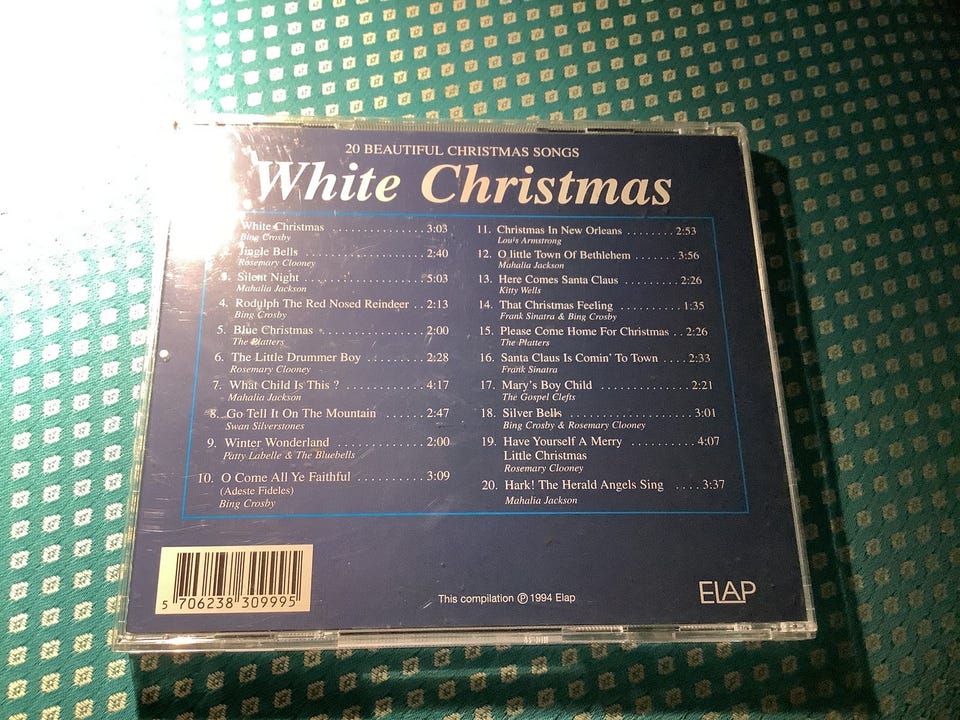 20 BEAUTIFUL CHRISTMAS SONGS
White Christmas
White Christmas ................3:03
Bing Crosby
Jingle Bells ......................2:40
Rosemary Clooney
3. Silent Night ....................5:03
Mahalia Jackson
4. Rodulph The Red Nosed Reindeer ..2:13
Bing Crosby
5. Blue Christmas ..................2:00
The Platters
6. The Little Drummer Boy .........2:28
Rosemary Clooney
7. What Child Is This ? ............4:17
Mahalia Jackson
8. Go Tell It On The Mountain ......2:47
Swan Silverstones
9. Winter Wonderland ..............2:00
Patty Labelle & The Bluebells
10. O Come All Ye Faithful ..........3:09
(Adeste Fideles)
Bing Crosby
11. Christmas In New Orleans ........2:53
Louis Armstrong
12. O little Town Of Bethlehem .......3:56
Mahalia Jackson
13. Here Comes Santa Claus .........2:26
Kitty Wells
14. That Christmas Feeling ..........1:35
Frank Sinatra & Bing Crosby
15. Please Come Home For Christmas ..2:26
The Platters
16. Santa Claus Is Comin' To Town ....2:33
Frank Sinatra
17. Mary's Boy Child ...............2:21
The Gospel Clefts
18. Silver Bells ....................3:01
Bing Crosby & Rosemary Clooney
19. Have Yourself A Merry ..........4:07
Little Christmas
Rosemary Clooney
20. Hark! The Herald Angels Sing ....3:37
Mahalia Jackson
5 706238 309995
This compilation ℗ 1994 Elap
ELAP